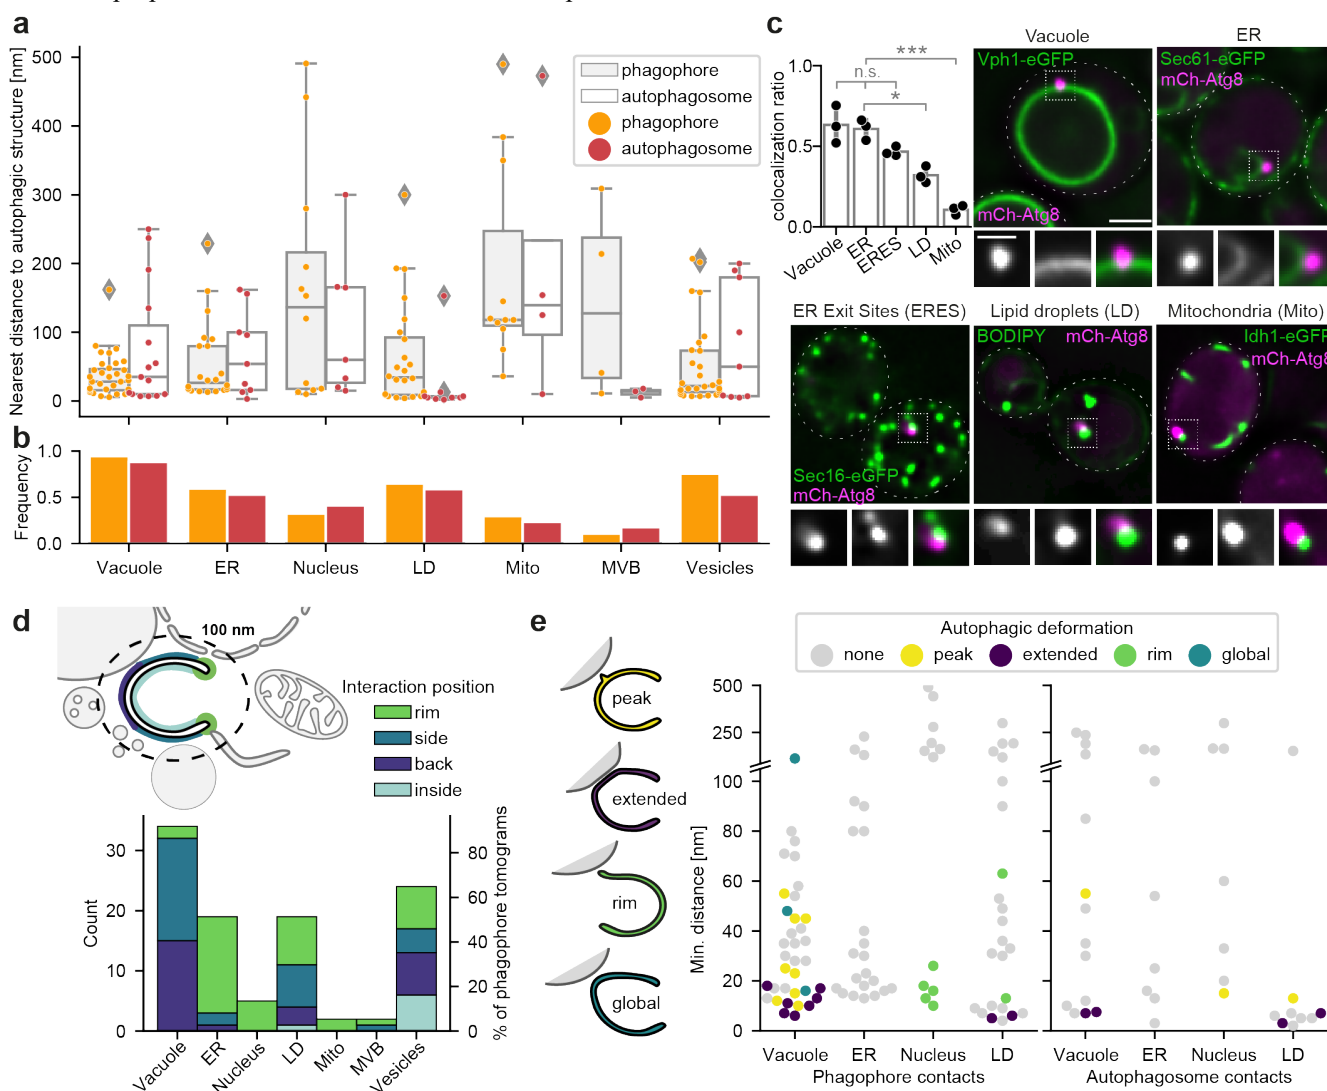 a
Nearest distance to autophagic structure [nm]
500
400
300
200
100
0
phagophore
autophagosome
phagophore
autophagosome
b
Frequency
1.0
0.5
0.0
Vacuole ER Nucleus LD Mito MVB Vesicles
c
colocalization ratio
1.0
0.5
0.0
***
n.s.
*
Vacuole ER ERES LD Mito
Vacuole
Vph1-eGFP
mCh-Atg8
ER
Sec61-eGFP
mCh-Atg8
ER Exit Sites (ERES)
Sec16-eGFP
mCh-Atg8
Lipid droplets (LD)
BODIPY mCh-Atg8
Mitochondria (Mito)
Idh1-eGFP
mCh-Atg8
d
100 nm
Interaction position
rim
side
back
inside
Count
30
20
10
0
% of phagophore tomograms
80
60
40
20
0
Vacuole ER Nucleus LD Mito MVB Vesicles
e
peak
extended
rim
global
Autophagic deformation
none peak extended rim global
Min. distance [nm]
500
250
100
80
60
40
20
0
Vacuole ER Nucleus LD
Phagophore contacts
Vacuole ER Nucleus LD
Autophagosome contacts